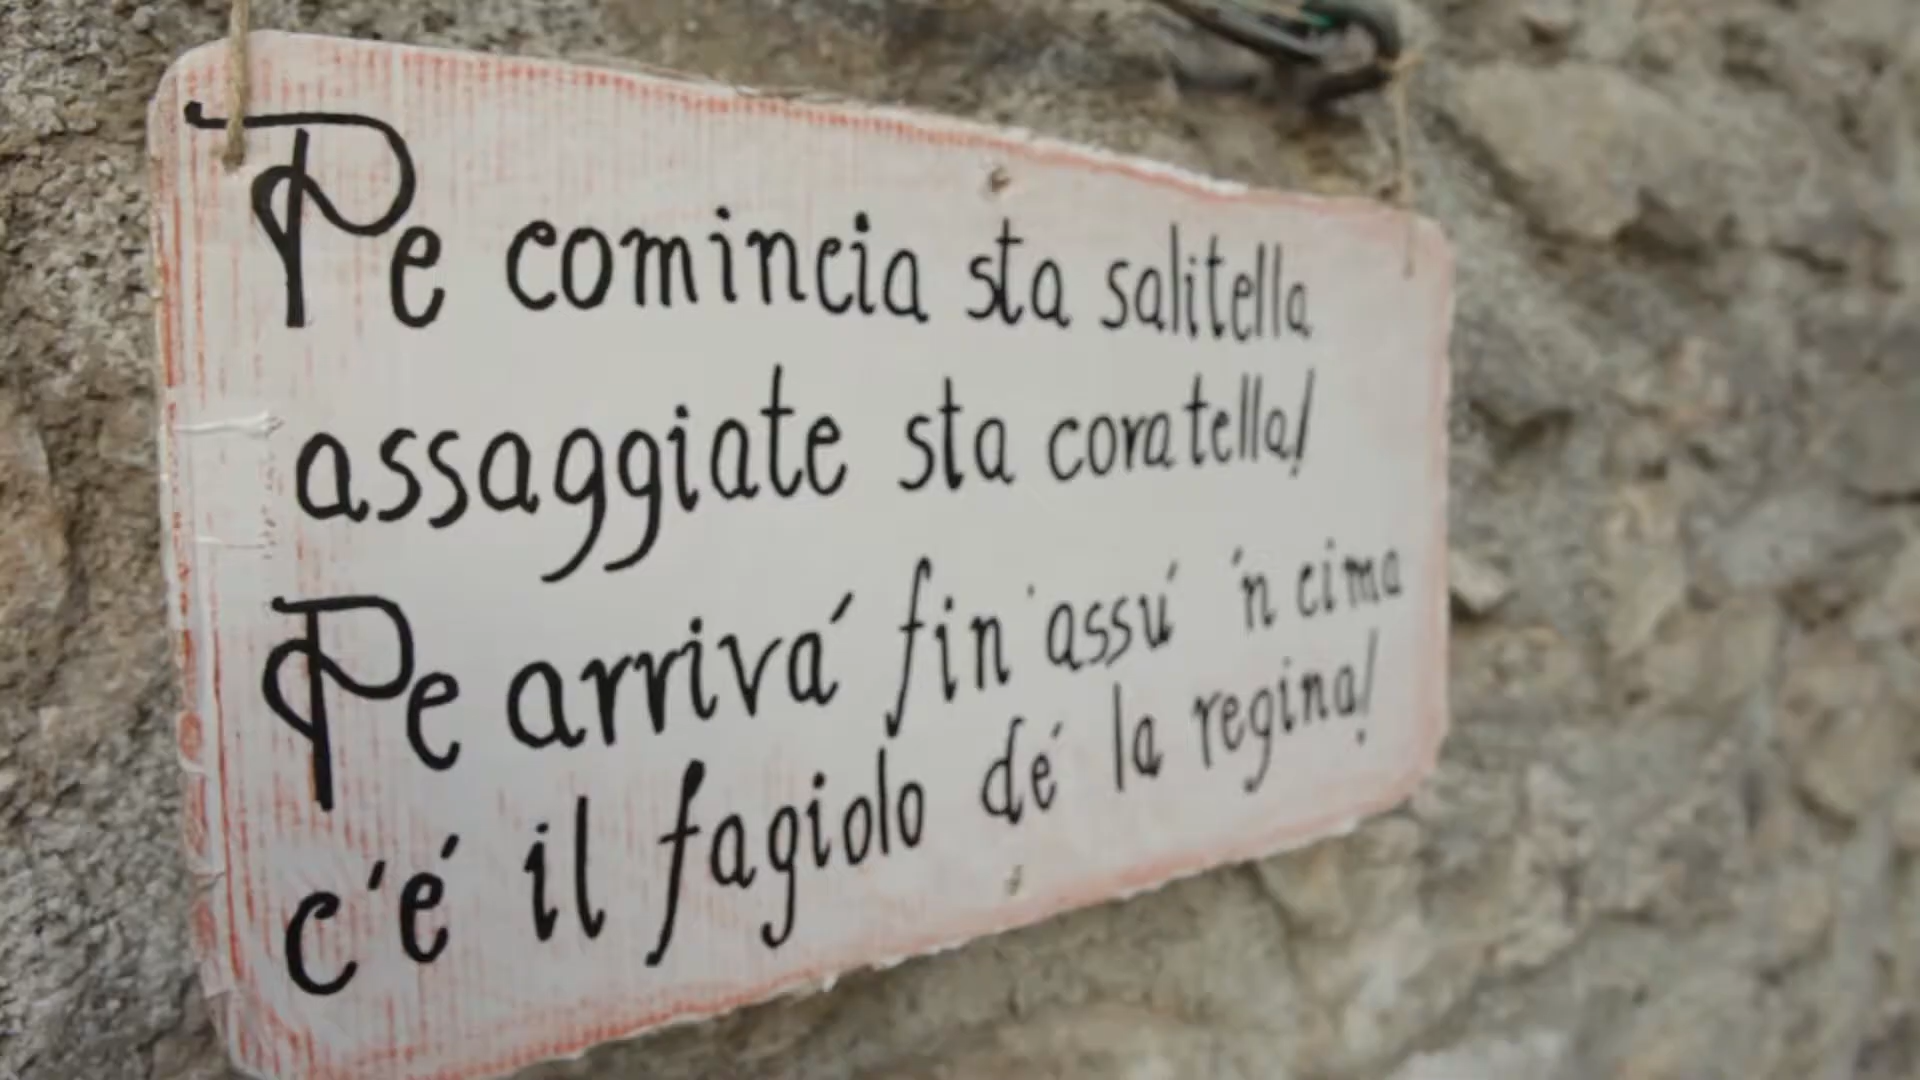 Pe comincia sta salitella
assaggiate sta coratella!
Pe arrivá fin'assú 'n cima
c'é il fagiolo dé la regina!